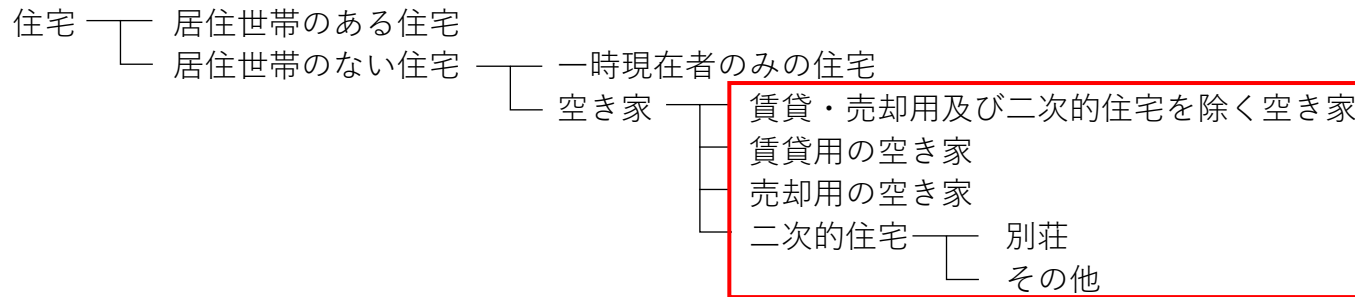 住宅 居住世帯のある住宅
居住世帯のない住宅 一時現在者のみの住宅
空き家 賃貸・売却用及び二次的住宅を除く空き家
賃貸用の空き家
売却用の空き家
二次的住宅 別荘
その他